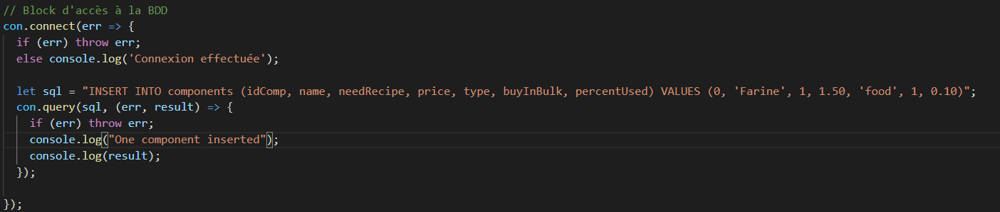 // Block d'accès à la BDD
con.connect(err => {
if (err) throw err;
else console.log('Connexion effectuée');
let sql = "INSERT INTO components (idComp, name, needRecipe, price, type, buyInBulk, percentUsed) VALUES (0, 'Farine', 1, 1.50, 'food', 1, 0.10)";
con.query(sql, (err, result) => {
if (err) throw err;
console.log("One component inserted");
console.log(result);
});
});